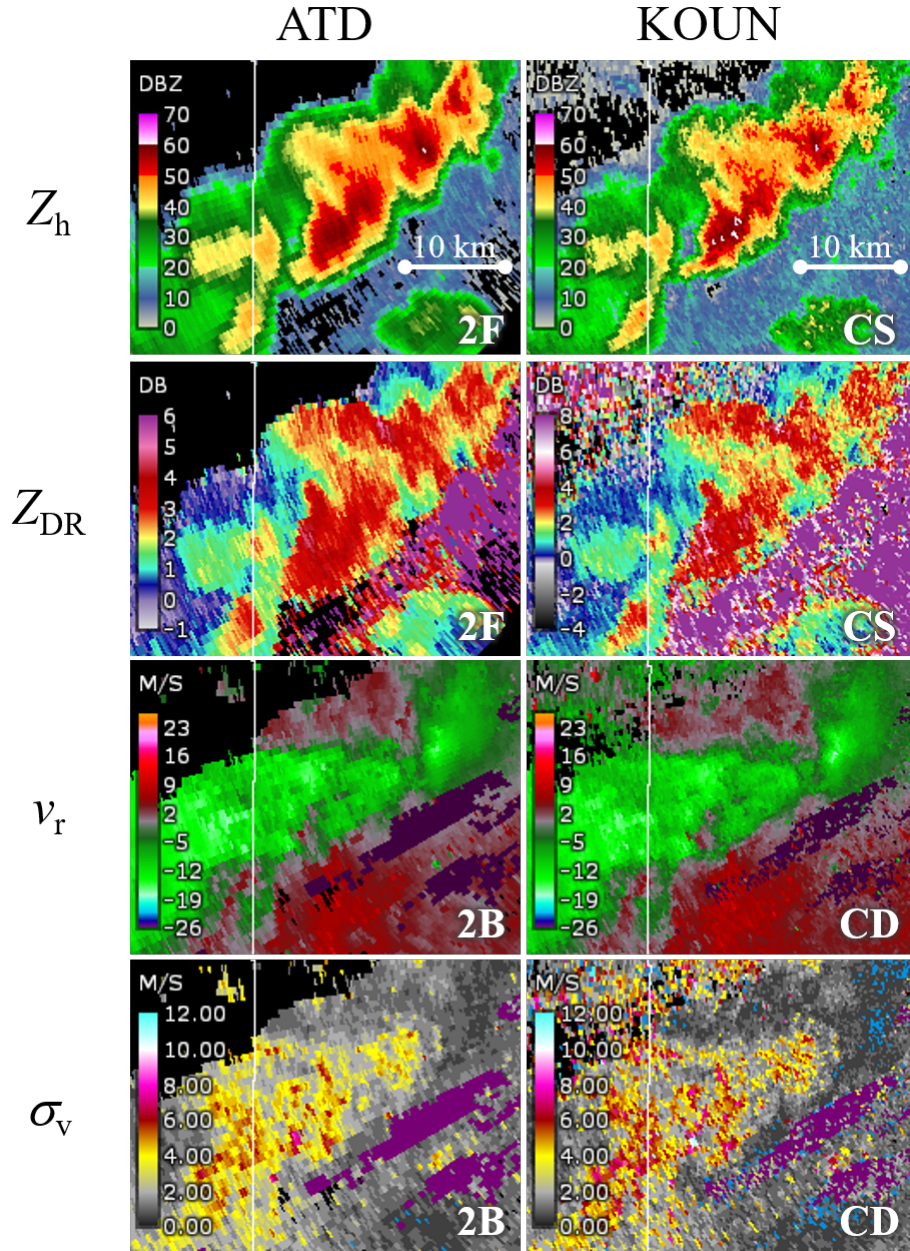 ATD KOUN
Z_h
DBZ
70
60
50
40
30
20
10
0
10 km
2F
DBZ
70
60
50
40
30
20
10
0
10 km
CS
Z_DR
DB
6
5
4
3
2
1
0
-1
2F
DB
8
6
4
2
0
-2
-4
CS
v_r
M/S
23
16
9
2
-5
-12
-19
-26
2B
M/S
23
16
9
2
-5
-12
-19
-26
CD
σ_v
M/S
12.00
10.00
8.00
6.00
4.00
2.00
0.00
2B
M/S
12.00
10.00
8.00
6.00
4.00
2.00
0.00
CD